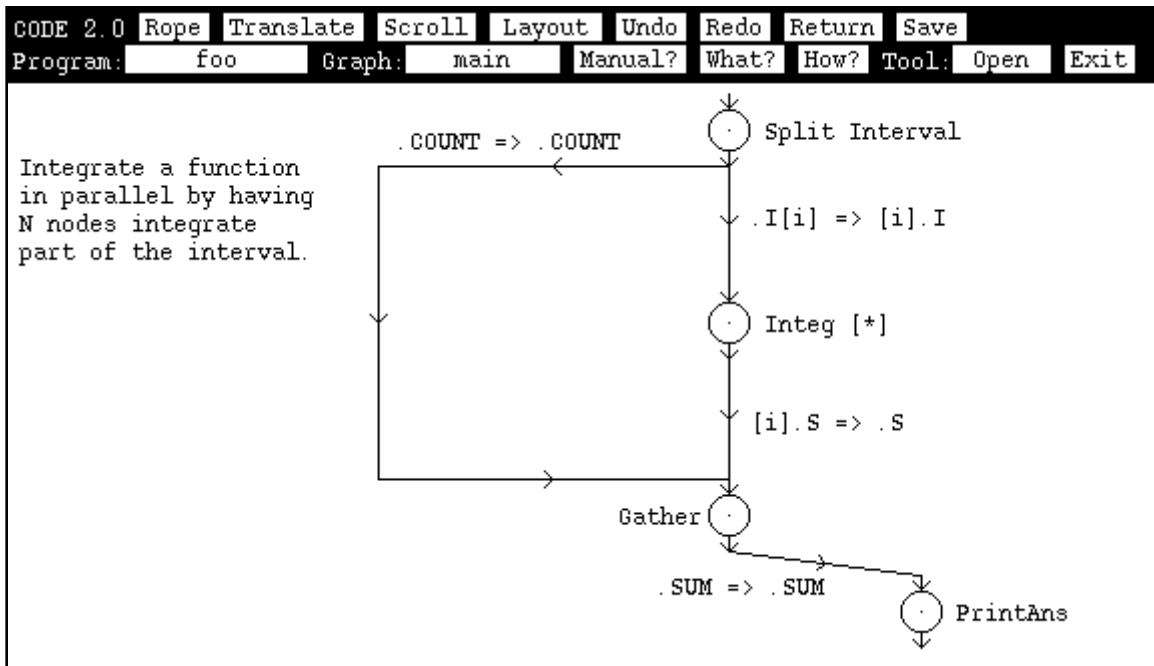 CODE 2.0 Rope Translate Scroll Layout Undo Redo Return Save
Program: foo Graph: main Manual? What? How? Tool: Open Exit
Split Interval
.COUNT => .COUNT
Integrate a function
in parallel by having
N nodes integrate
part of the interval.
.I[i] => [i].I
Integ [*]
[i].S => .S
Gather
.SUM => .SUM
PrintAns